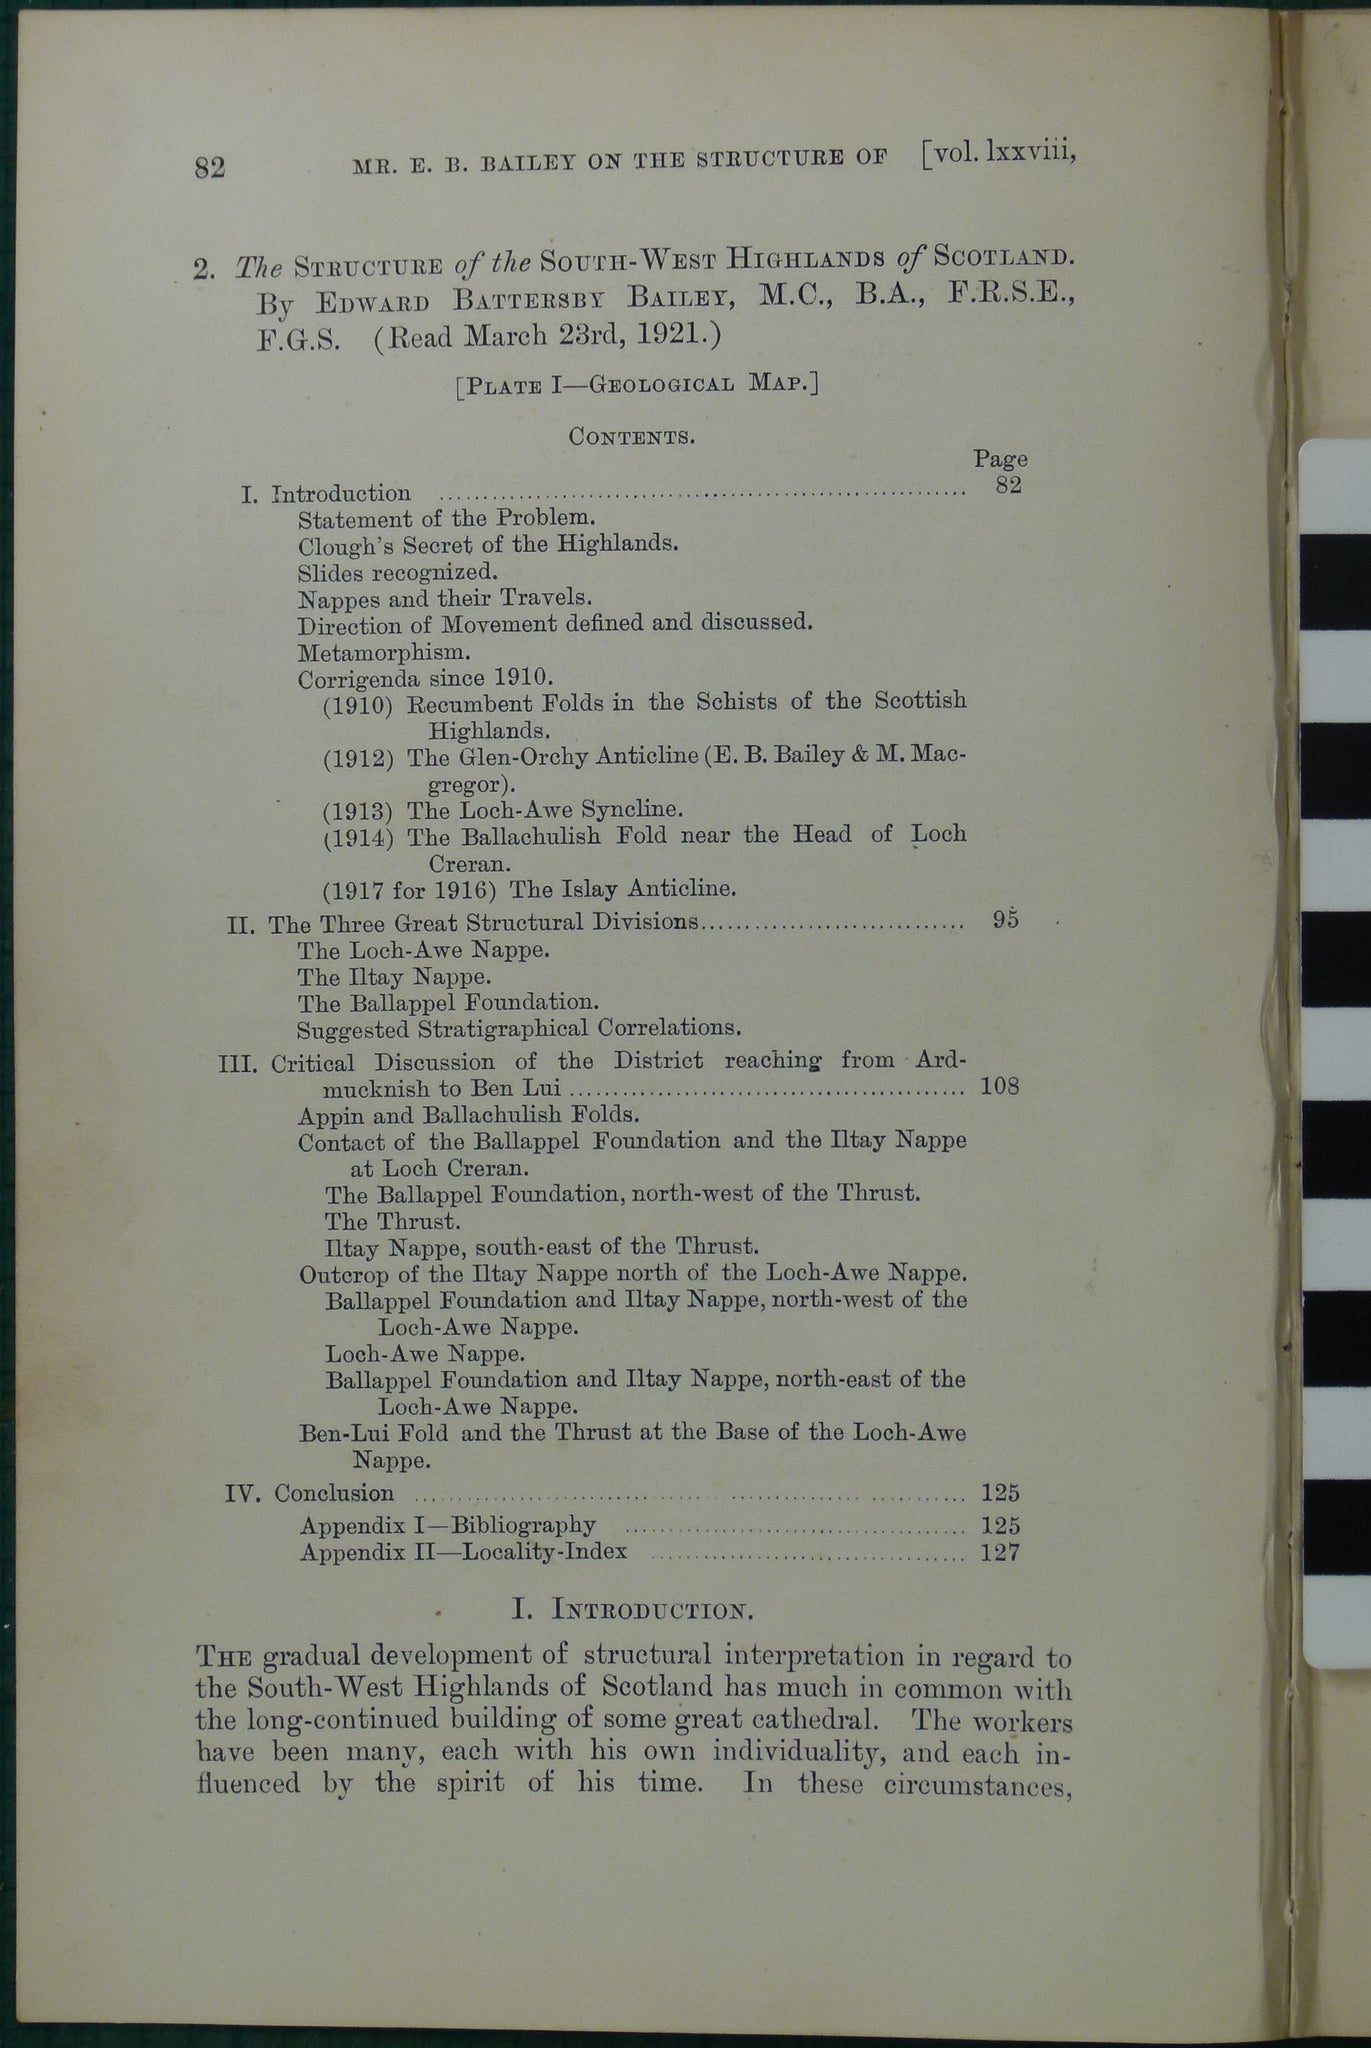 82 MR. E. B. BAILEY ON THE STRUCTURE OF [vol. lxxviii,
2. The STRUCTURE of the SOUTH-WEST HIGHLANDS of SCOTLAND.
By EDWARD BATTERSBY BAILEY, M.C., B.A., F.R.S.E.,
F.G.S. (Read March 23rd, 1921.)
[PLATE I—GEOLOGICAL MAP.]
CONTENTS.
Page
I. Introduction ........................................ 82
Statement of the Problem.
Clough's Secret of the Highlands.
Slides recognized.
Nappes and their Travels.
Direction of Movement defined and discussed.
Metamorphism.
Corrigenda since 1910.
(1910) Recumbent Folds in the Schists of the Scottish
Highlands.
(1912) The Glen-Orchy Anticline (E. B. Bailey & M. Mac-
gregor).
(1913) The Loch-Awe Syncline.
(1914) The Ballachulish Fold near the Head of Loch
Creran.
(1917 for 1916) The Islay Anticline.
II. The Three Great Structural Divisions.............................. 95
The Loch-Awe Nappe.
The Iltay Nappe.
The Ballappel Foundation.
Suggested Stratigraphical Correlations.
III. Critical Discussion of the District reaching from Ard-
mucknish to Ben Lui ........................................ 108
Appin and Ballachulish Folds.
Contact of the Ballappel Foundation and the Iltay Nappe
at Loch Creran.
The Ballappel Foundation, north-west of the Thrust.
The Thrust.
Iltay Nappe, south-east of the Thrust.
Outcrop of the Iltay Nappe north of the Loch-Awe Nappe.
Ballappel Foundation and Iltay Nappe, north-west of the
Loch-Awe Nappe.
Loch-Awe Nappe.
Ballappel Foundation and Iltay Nappe, north-east of the
Loch-Awe Nappe.
Ben-Lui Fold and the Thrust at the Base of the Loch-Awe
Nappe.
IV. Conclusion ........................................ 125
Appendix I—Bibliography ........................................ 125
Appendix II—Locality-Index .................................... 127
I. INTRODUCTION.
THE gradual development of structural interpretation in regard to
the South-West Highlands of Scotland has much in common with
the long-continued building of some great cathedral. The workers
have been many, each with his own individuality, and each in-
fluenced by the spirit of his time. In these circumstances,